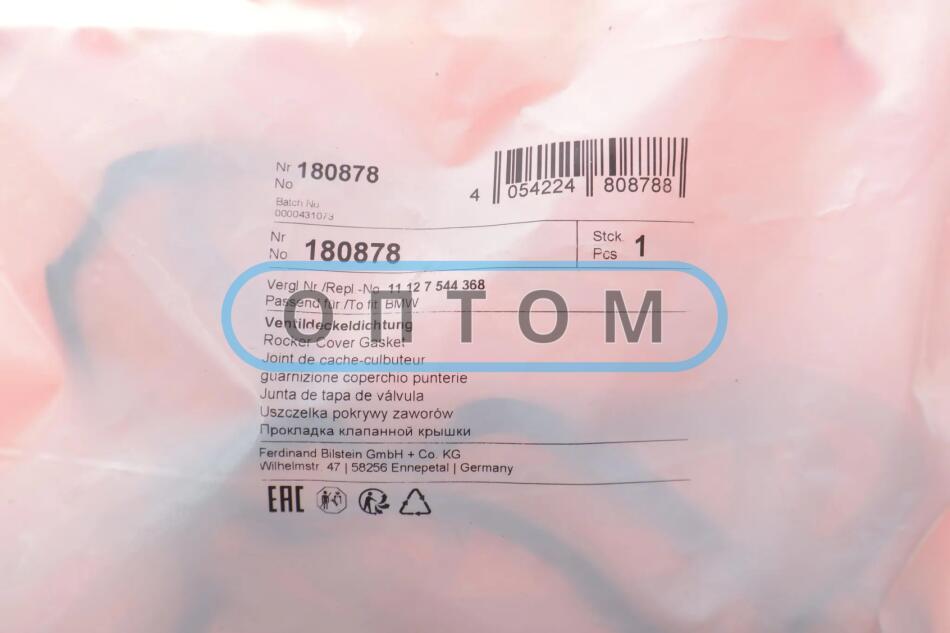 Nr
No 180878
4 054224 808788
Batch No
0000431073
Nr
No 180878
Stck.
Pcs 1
Vergl.Nr./Repl.-No. 11 12 7 544 368
Passend für /To fit: BMW
ОПТОМ
Ventildeckeldichtung
Rocker Cover Gasket
Joint de cache-culbuteur
guarnizione coperchio punterie
Junta de tapa de válvula
Uszczelka pokrywy zaworów
Прокладка клапанной крышки
Ferdinand Bilstein GmbH + Co. KG
Wilhelmstr. 47 | 58256 Ennepetal | Germany
EAC